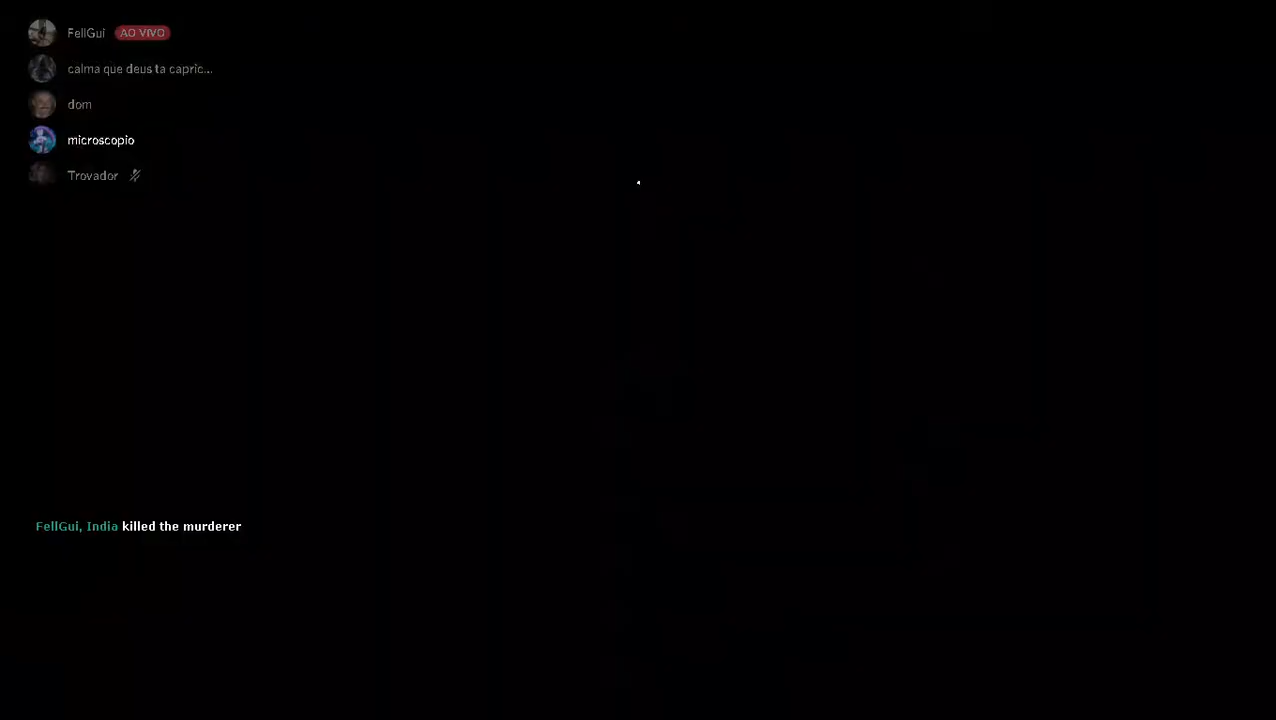 FellGui AO VIVO
calma que deus ta capric...
dom
microscopio
Trovador
FellGui, India killed the murderer